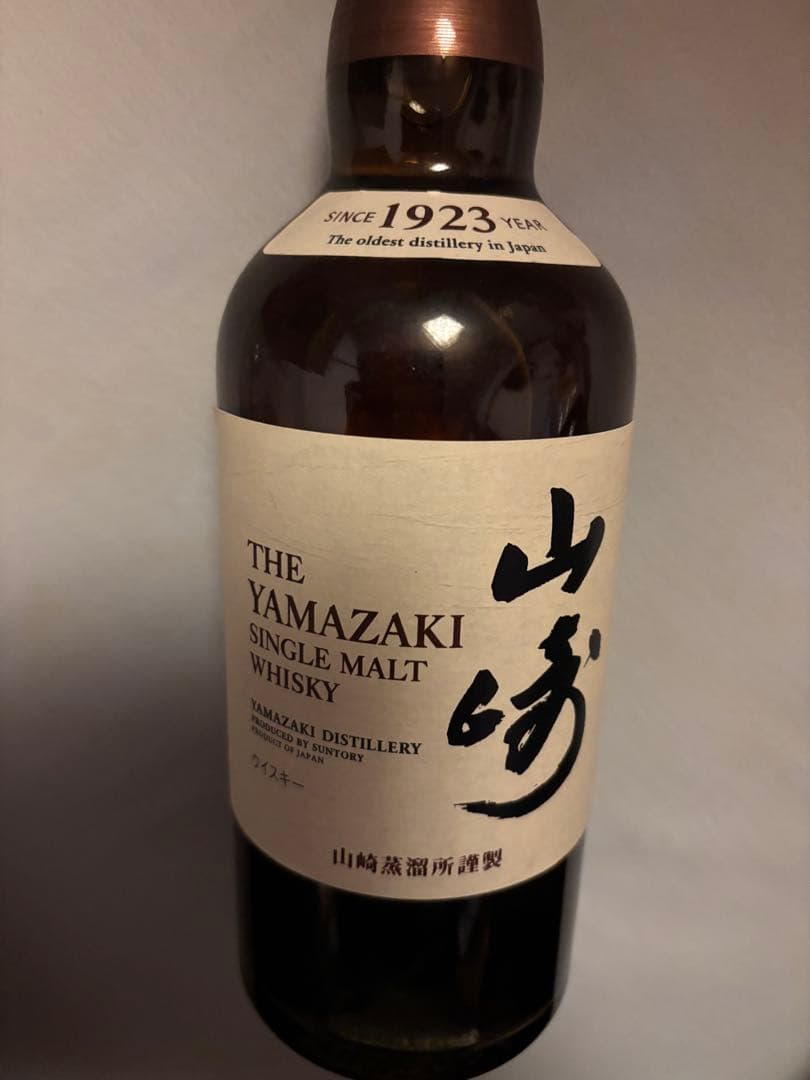 SINCE 1923 YEAR
The oldest distillery in Japan
THE
YAMAZAKI
SINGLE MALT
WHISKY
YAMAZAKI DISTILLERY
PRODUCED BY SUNTORY
PRODUCT OF JAPAN
ウイスキー
山崎
山崎蒸溜所謹製